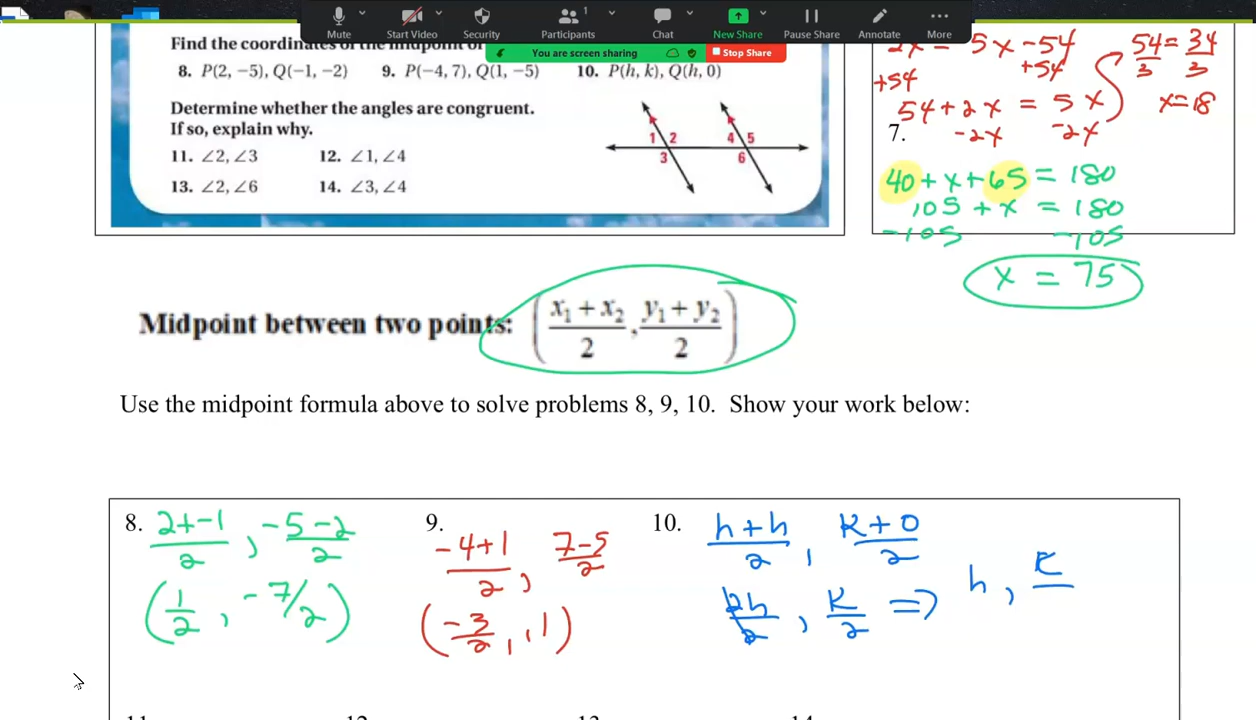 Mute
Start Video
Security
Participants
1
Chat
New Share
Pause Share
Annotate
More
You are screen sharing
Stop Share
Find the coordinates of the midpoint of
8. P(2, −5), Q(−1, −2) 9. P(−4, 7), Q(1, −5) 10. P(h, k), Q(h, 0)
Determine whether the angles are congruent.
If so, explain why.
11. ∠2, ∠3 12. ∠1, ∠4
13. ∠2, ∠6 14. ∠3, ∠4
1 2 4 5
3 6
2x = 5x -54
+54 +54
54+2x = 5x
-2x -2x
54 = 34
3 3
x=18
7.
40 + x + 65 = 180
105 + x = 180
-105 -105
x = 75
Midpoint between two points: (x₁ + x₂ / 2, y₁ + y₂ / 2)
Use the midpoint formula above to solve problems 8, 9, 10. Show your work below:
8. 2+-1 / 2, -5-2 / 2
(1/2, -7/2)
9. -4+1 / 2, 7-5 / 2
(-3/2, 1)
10. h+h / 2, k+0 / 2
2h/2, k/2 ⇒ h, k
11. 12. 13. 14.